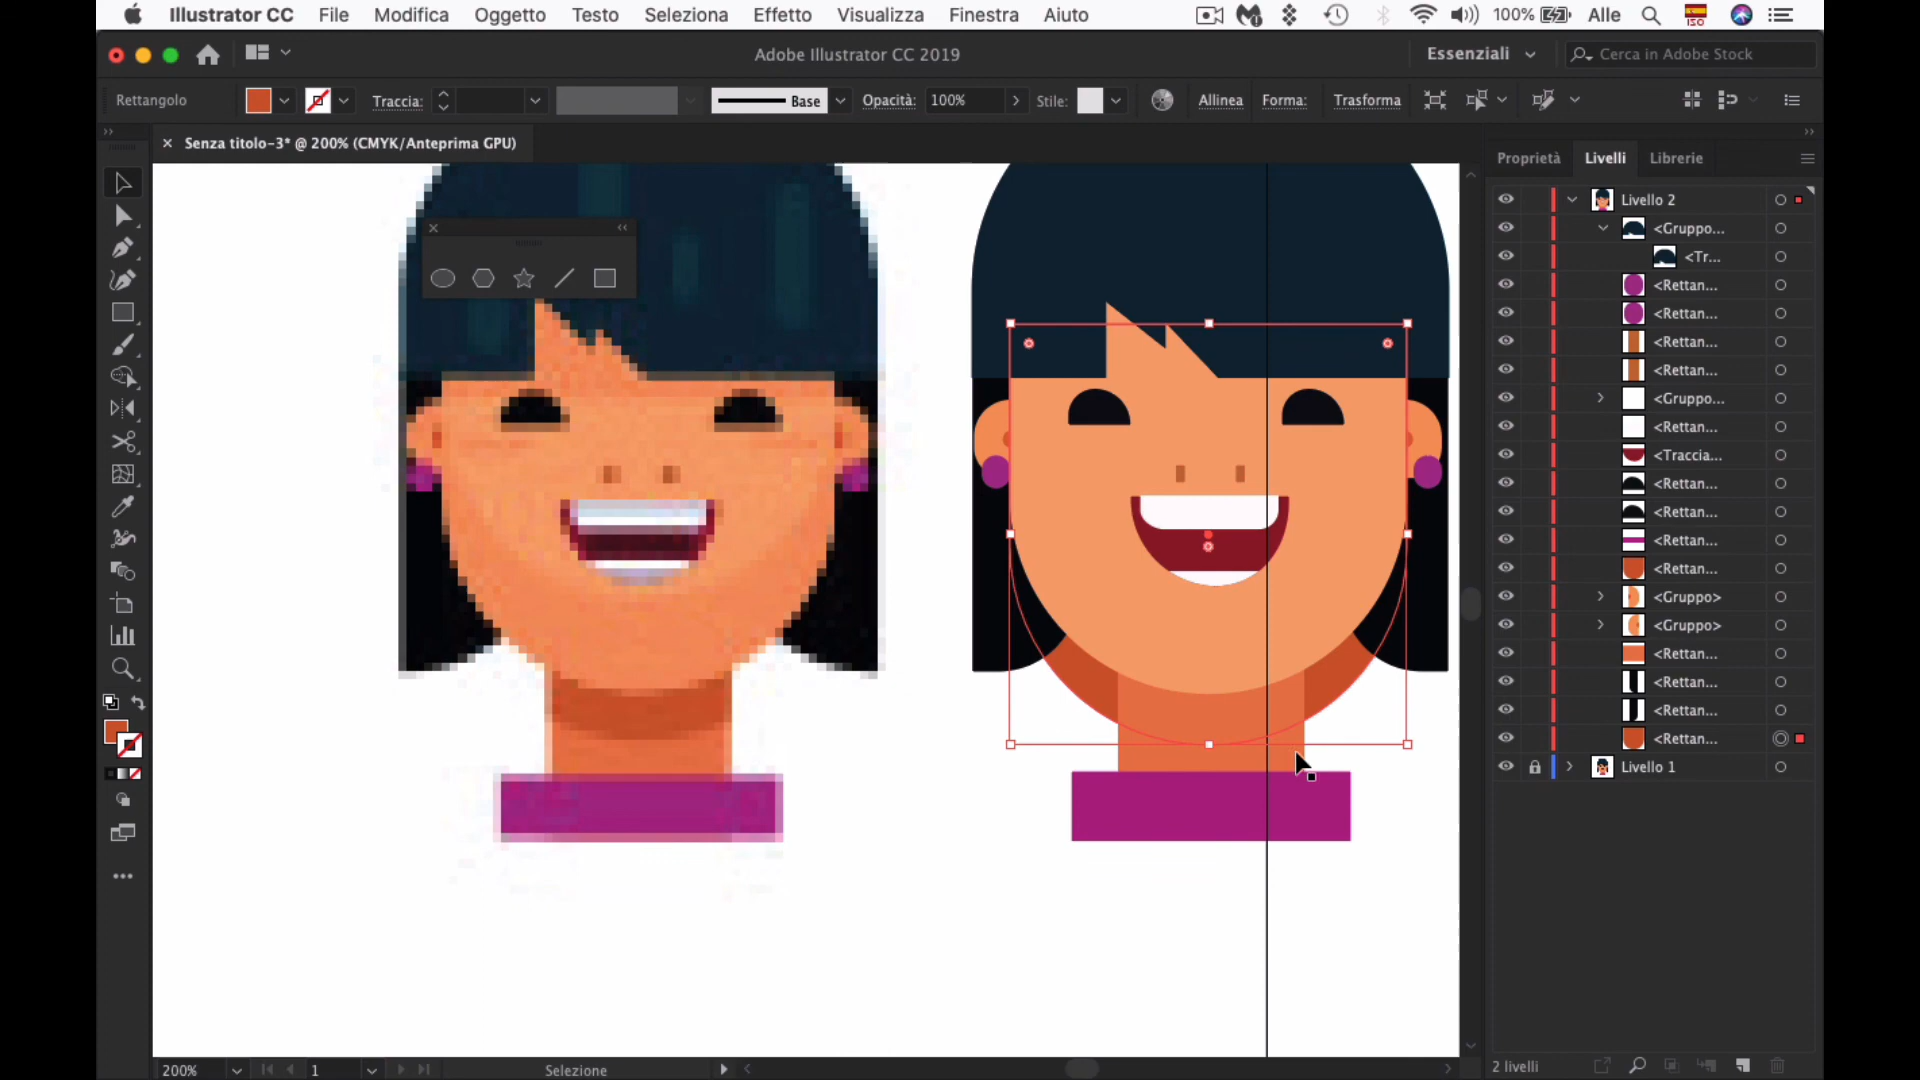 Illustrator CC File Modifica Oggetto Testo Seleziona Effetto Visualizza Finestra Aiuto 100% Alle
ISO
Adobe Illustrator CC 2019 Essenziali Cerca in Adobe Stock
Rettangolo Traccia: Base Opacità: 100% Stile: Allinea Forma: Trasforma
Senza titolo-3* @ 200% (CMYK/Anteprima GPU)
Proprietà Livelli Librerie
Livello 2
<Gruppo...
<Tr...
<Rettan...
<Rettan...
<Rettan...
<Rettan...
<Gruppo...
<Rettan...
<Traccia...
<Rettan...
<Rettan...
<Rettan...
<Rettan...
<Gruppo>
<Gruppo>
<Rettan...
<Rettan...
<Rettan...
<Rettan...
Livello 1
200% 1 Selezione 2 livelli